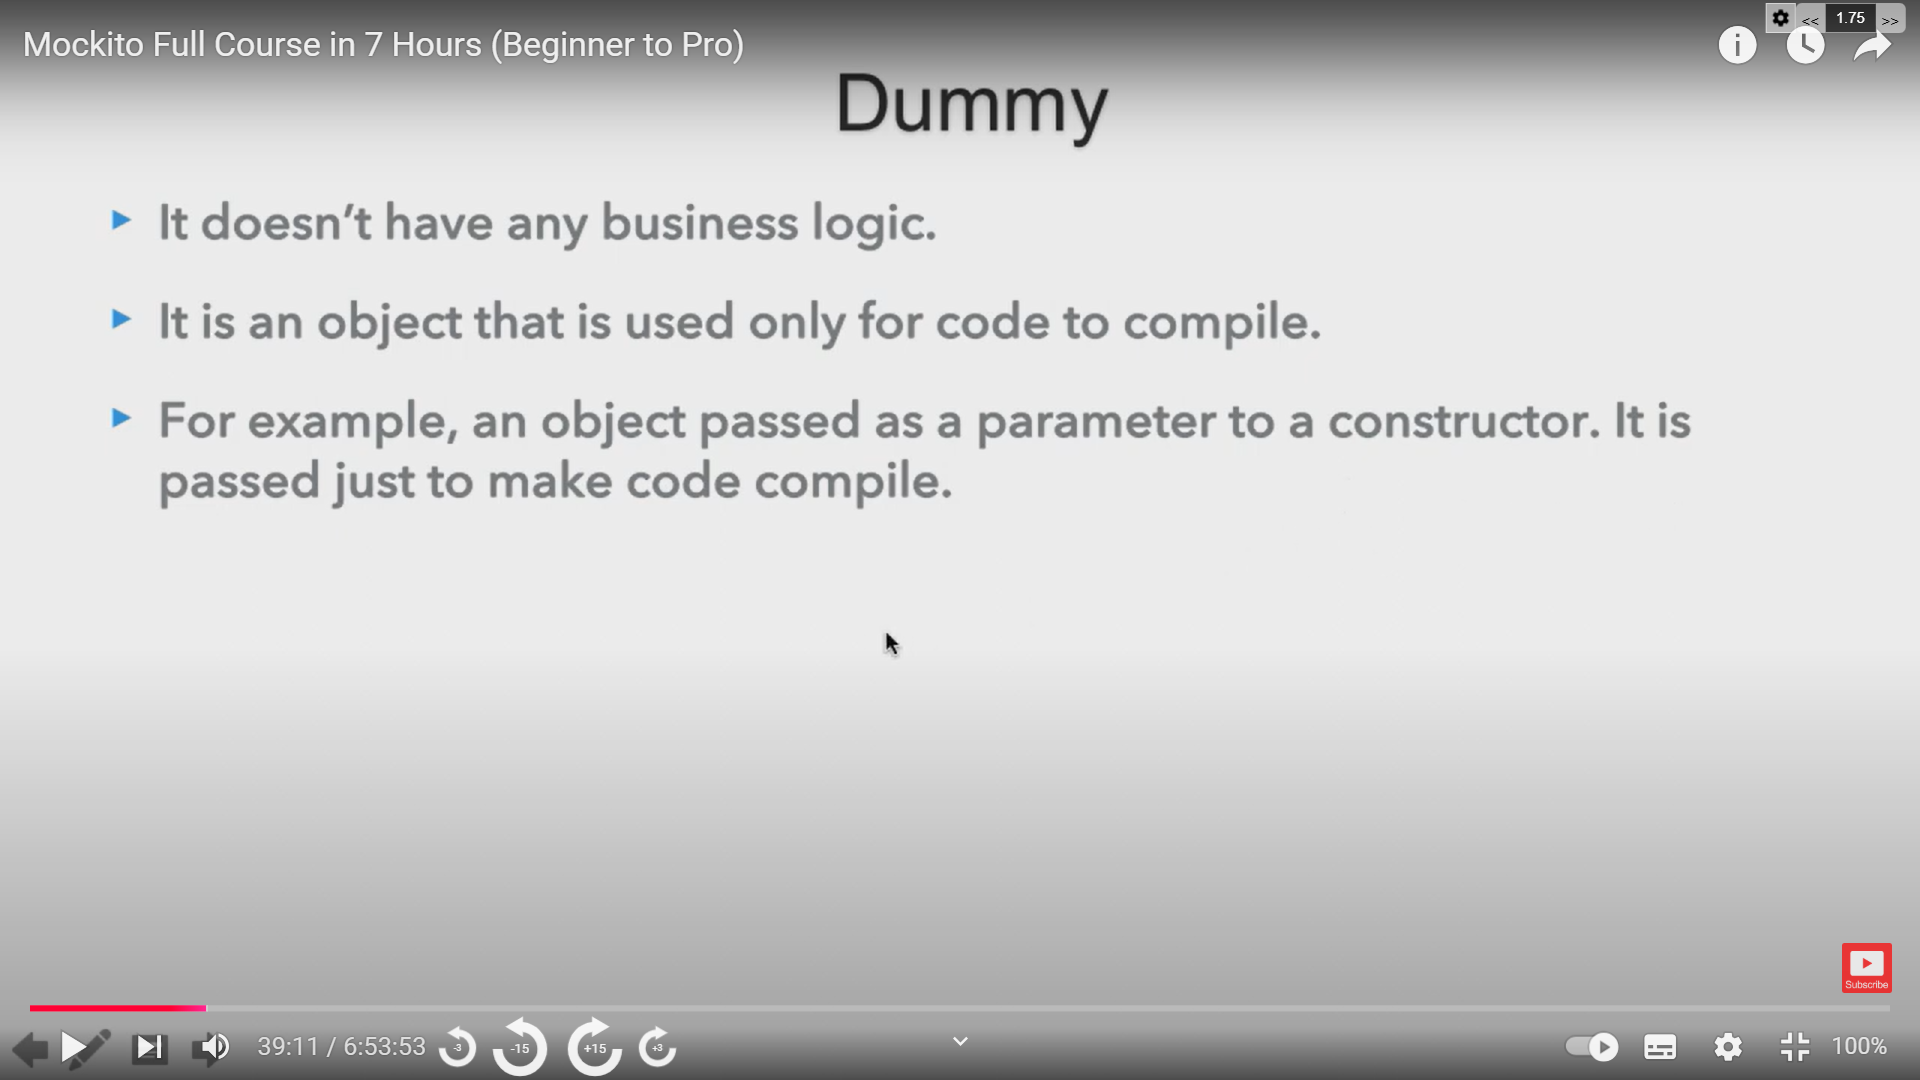 << 1.75 >>
Mockito Full Course in 7 Hours (Beginner to Pro)
Dummy
It doesn't have any business logic.
It is an object that is used only for code to compile.
For example, an object passed as a parameter to a constructor. It is
passed just to make code compile.
Subscribe
39:11 / 6:53:53 -3 -15 +15 +3 100%